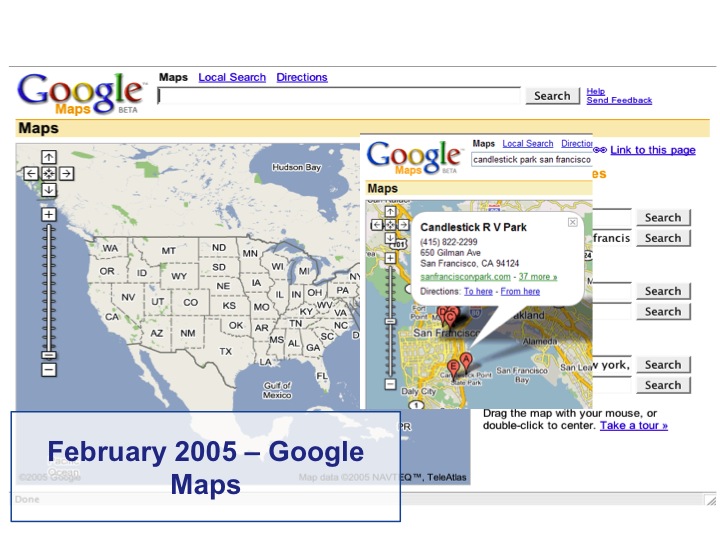 Google
Maps BETA
Maps Local Search Directions
Search
Help
Send Feedback
Maps
Link to this page
Hudson Bay
WA
MT
ND
MN
OR
ID
WY
SD
WI
MI
NV
UT
CO
NE
IA
IL
IN
OH
PA
NY
KS
MO
KY
VA
AZ
NM
OK
AR
TN
NC
TX
LA
MS
AL
GA
SC
FL
Gulf of
Mexico
PR
Google
Maps BETA
Maps Local Search
candlestick park san francisco
Maps
101
Candlestick R V Park
(415) 822-2299
650 Gilman Ave
San Francisco, CA 94124
sanfranciscoonpark.com - 37 more »
Directions: To here - From here
San Francisco
Oakland
Alameda
San Francisco
Bay
San Lea
Daly City
Candlestick Point
State Park
A
C
D
E
Search
francis Search
Search
Search
york, Search
Search
Drag the map with your mouse, or
double-click to center. Take a tour »
February 2005 – Google
Maps
Ocean
©2005 Google Map data ©2005 NAVTEQ™, TeleAtlas
Done